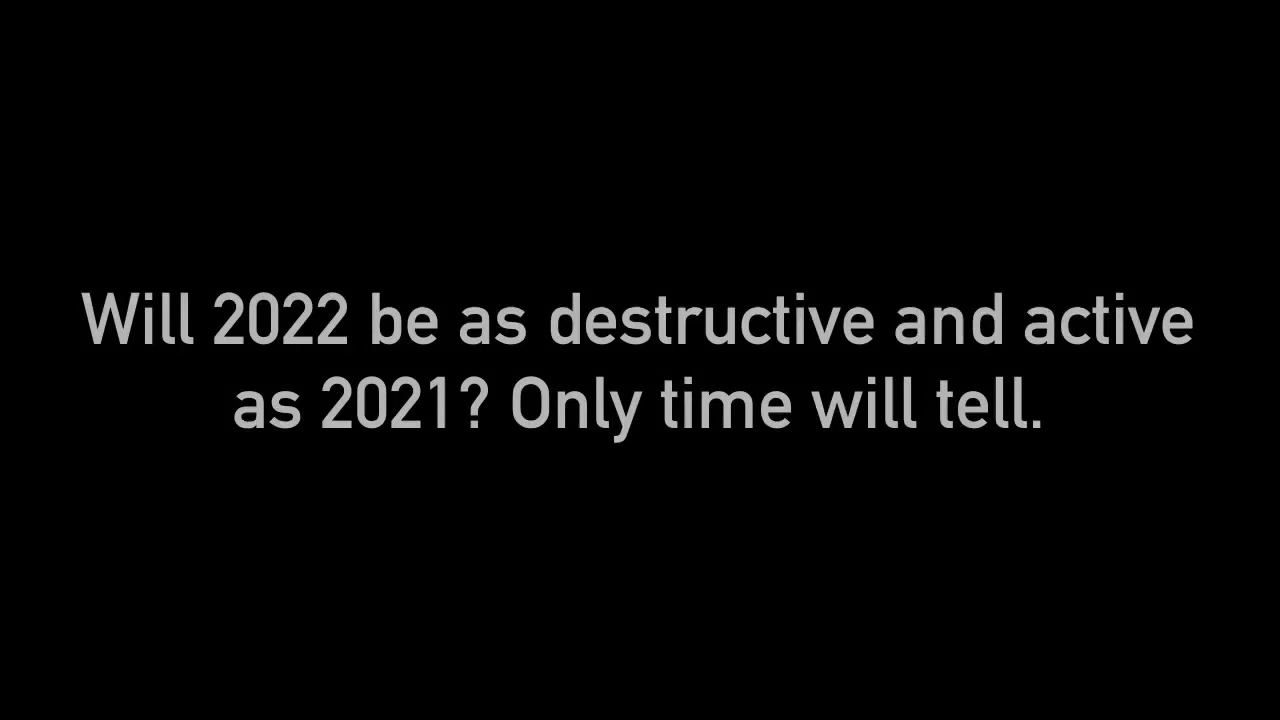 Will 2022 be as destructive and active
as 2021? Only time will tell.